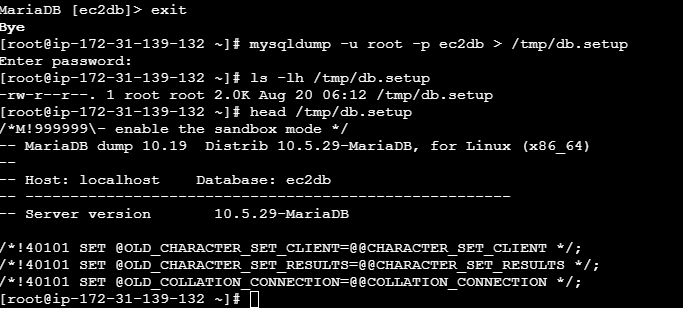 MariaDB [ec2db]> exit
Bye
[root@ip-172-31-139-132 ~]# mysqldump -u root -p ec2db > /tmp/db.setup
Enter password:
[root@ip-172-31-139-132 ~]# ls -lh /tmp/db.setup
-rw-r--r--. 1 root root 2.0K Aug 20 06:12 /tmp/db.setup
[root@ip-172-31-139-132 ~]# head /tmp/db.setup
/*M!999999\- enable the sandbox mode */
-- MariaDB dump 10.19  Distrib 10.5.29-MariaDB, for Linux (x86_64)
--
-- Host: localhost    Database: ec2db
-- ------------------------------------------------------
-- Server version       10.5.29-MariaDB
/*!40101 SET @OLD_CHARACTER_SET_CLIENT=@@CHARACTER_SET_CLIENT */;
/*!40101 SET @OLD_CHARACTER_SET_RESULTS=@@CHARACTER_SET_RESULTS */;
/*!40101 SET @OLD_COLLATION_CONNECTION=@@COLLATION_CONNECTION */;
[root@ip-172-31-139-132 ~]#